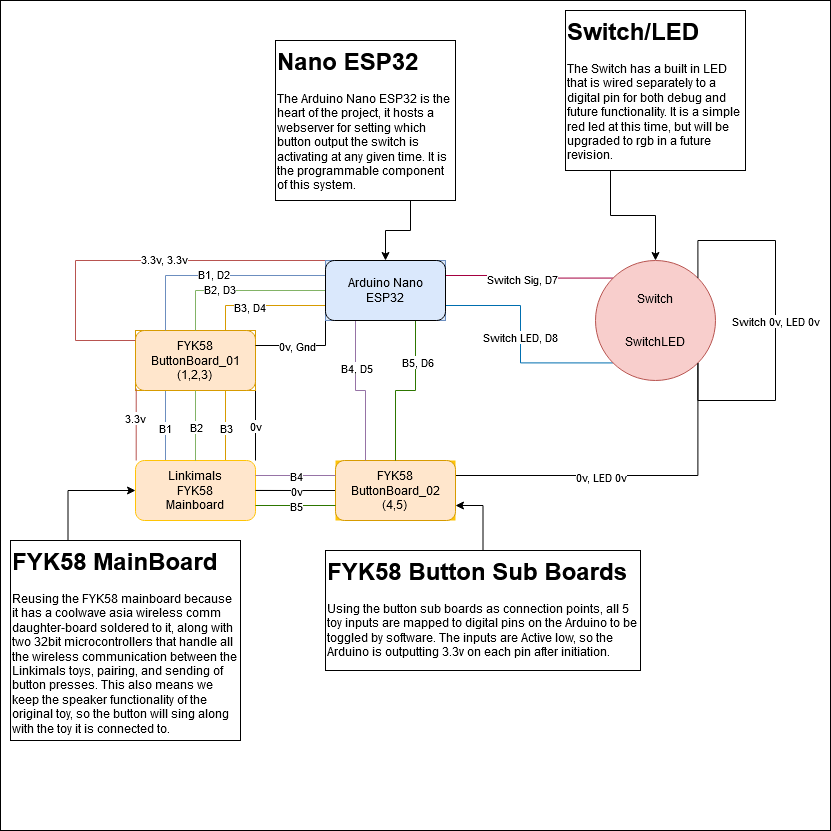 Nano ESP32
The Arduino Nano ESP32 is the
heart of the project, it hosts a
webserver for setting which
button output the switch is
activating at any given time. It is
the programmable component
of this system.
Switch/LED
The Switch has a built in LED
that is wired separately to a
digital pin for both debug and
future functionality. It is a simple
red led at this time, but will be
upgraded to rgb in a future
revision.
3.3v, 3.3v
B1, D2
B2, D3
B3, D4
0v, Gnd
Arduino Nano
ESP32
Switch Sig, D7
Switch LED, D8
Switch
SwitchLED
Switch 0v, LED 0v
FYK58
ButtonBoard_01
(1,2,3)
B4, D5
B5, D6
3.3v
B1
B2
B3
0v
Linkimals
FYK58
Mainboard
B4
0v
B5
FYK58
ButtonBoard_02
(4,5)
0v, LED 0v
FYK58 MainBoard
Reusing the FYK58 mainboard because
it has a coolwave asia wireless comm
daughter-board soldered to it, along with
two 32bit microcontrollers that handle all
the wireless communication between the
Linkimals toys, pairing, and sending of
button presses. This also means we
keep the speaker functionality of the
original toy, so the button will sing along
with the toy it is connected to.
FYK58 Button Sub Boards
Using the button sub boards as connection points, all 5
toy inputs are mapped to digital pins on the Arduino to be
toggled by software. The inputs are Active low, so the
Arduino is outputting 3.3v on each pin after initiation.